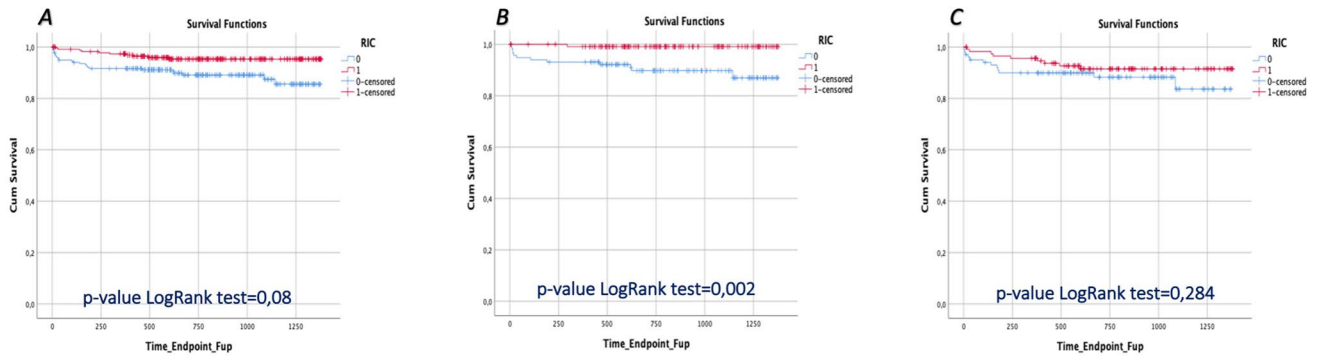 A
Survival Functions
RIC
0
1
0-censored
1-censored
1,0
0,8
0,6
0,4
0,2
0,0
Cum Survival
p-value LogRank test=0,08
0 250 500 750 1000 1250
Time_Endpoint_Fup
B
Survival Functions
RIC
0
1
0-censored
1-censored
1,0
0,8
0,6
0,4
0,2
0,0
Cum Survival
p-value LogRank test=0,002
0 250 500 750 1000 1250
Time_Endpoint_Fup
C
Survival Functions
RIC
0
1
0-censored
1-censored
1,0
0,8
0,6
0,4
0,2
0,0
Cum Survival
p-value LogRank test=0,284
0 250 500 750 1000 1250
Time_Endpoint_Fup